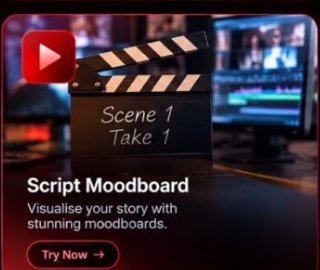 Scene 1
Take 1
Script Moodboard
Visualise your story with
stunning moodboards.
Try Now →